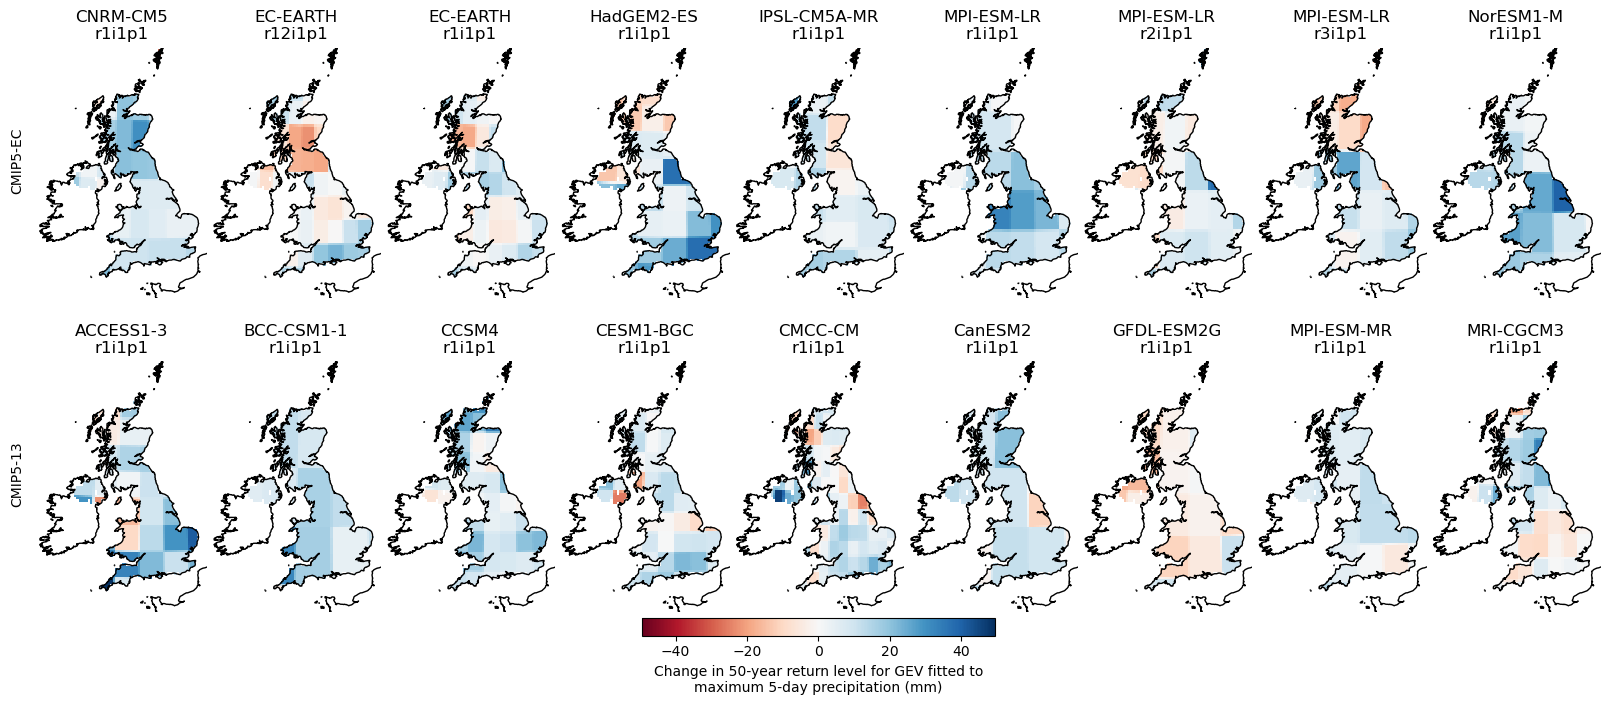 CNRM-CM5 EC-EARTH EC-EARTH HadGEM2-ES IPSL-CM5A-MR MPI-ESM-LR MPI-ESM-LR MPI-ESM-LR NorESM1-M
r1i1p1 r12i1p1 r1i1p1 r1i1p1 r1i1p1 r1i1p1 r2i1p1 r3i1p1 r1i1p1
CMIP5-EC
ACCESS1-3 BCC-CSM1-1 CCSM4 CESM1-BGC CMCC-CM CanESM2 GFDL-ESM2G MPI-ESM-MR MRI-CGCM3
r1i1p1 r1i1p1 r1i1p1 r1i1p1 r1i1p1 r1i1p1 r1i1p1 r1i1p1 r1i1p1
CMIP5-13
−40 −20 0 20 40
Change in 50-year return level for GEV fitted to
maximum 5-day precipitation (mm)